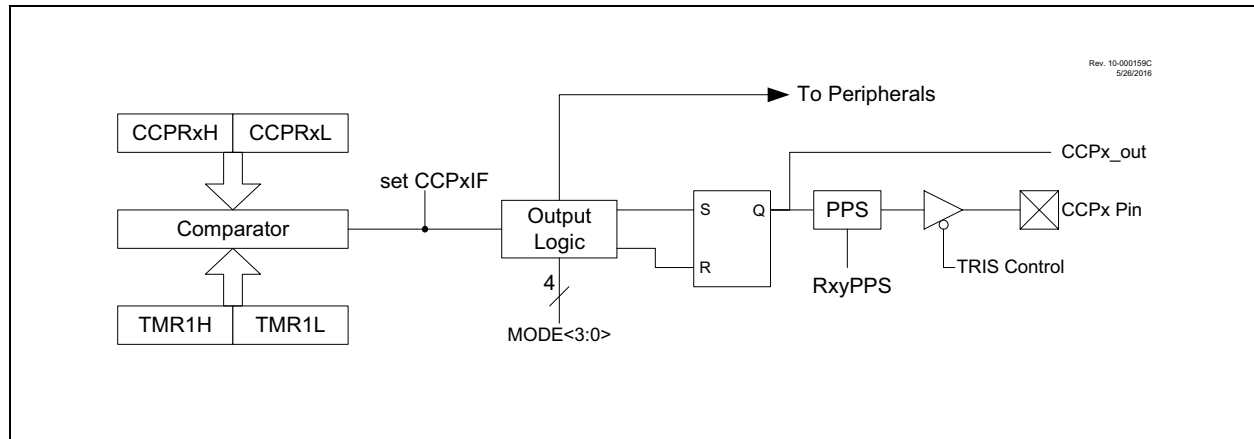 Rev. 10-000159C
5/26/2016
To Peripherals
CCPRxH CCPRxL
CCPx_out
set CCPxIF
S Q
PPS
CCPx Pin
Output
Logic
Comparator
R
TRIS Control
4
RxyPPS
TMR1H TMR1L
MODE<3:0>